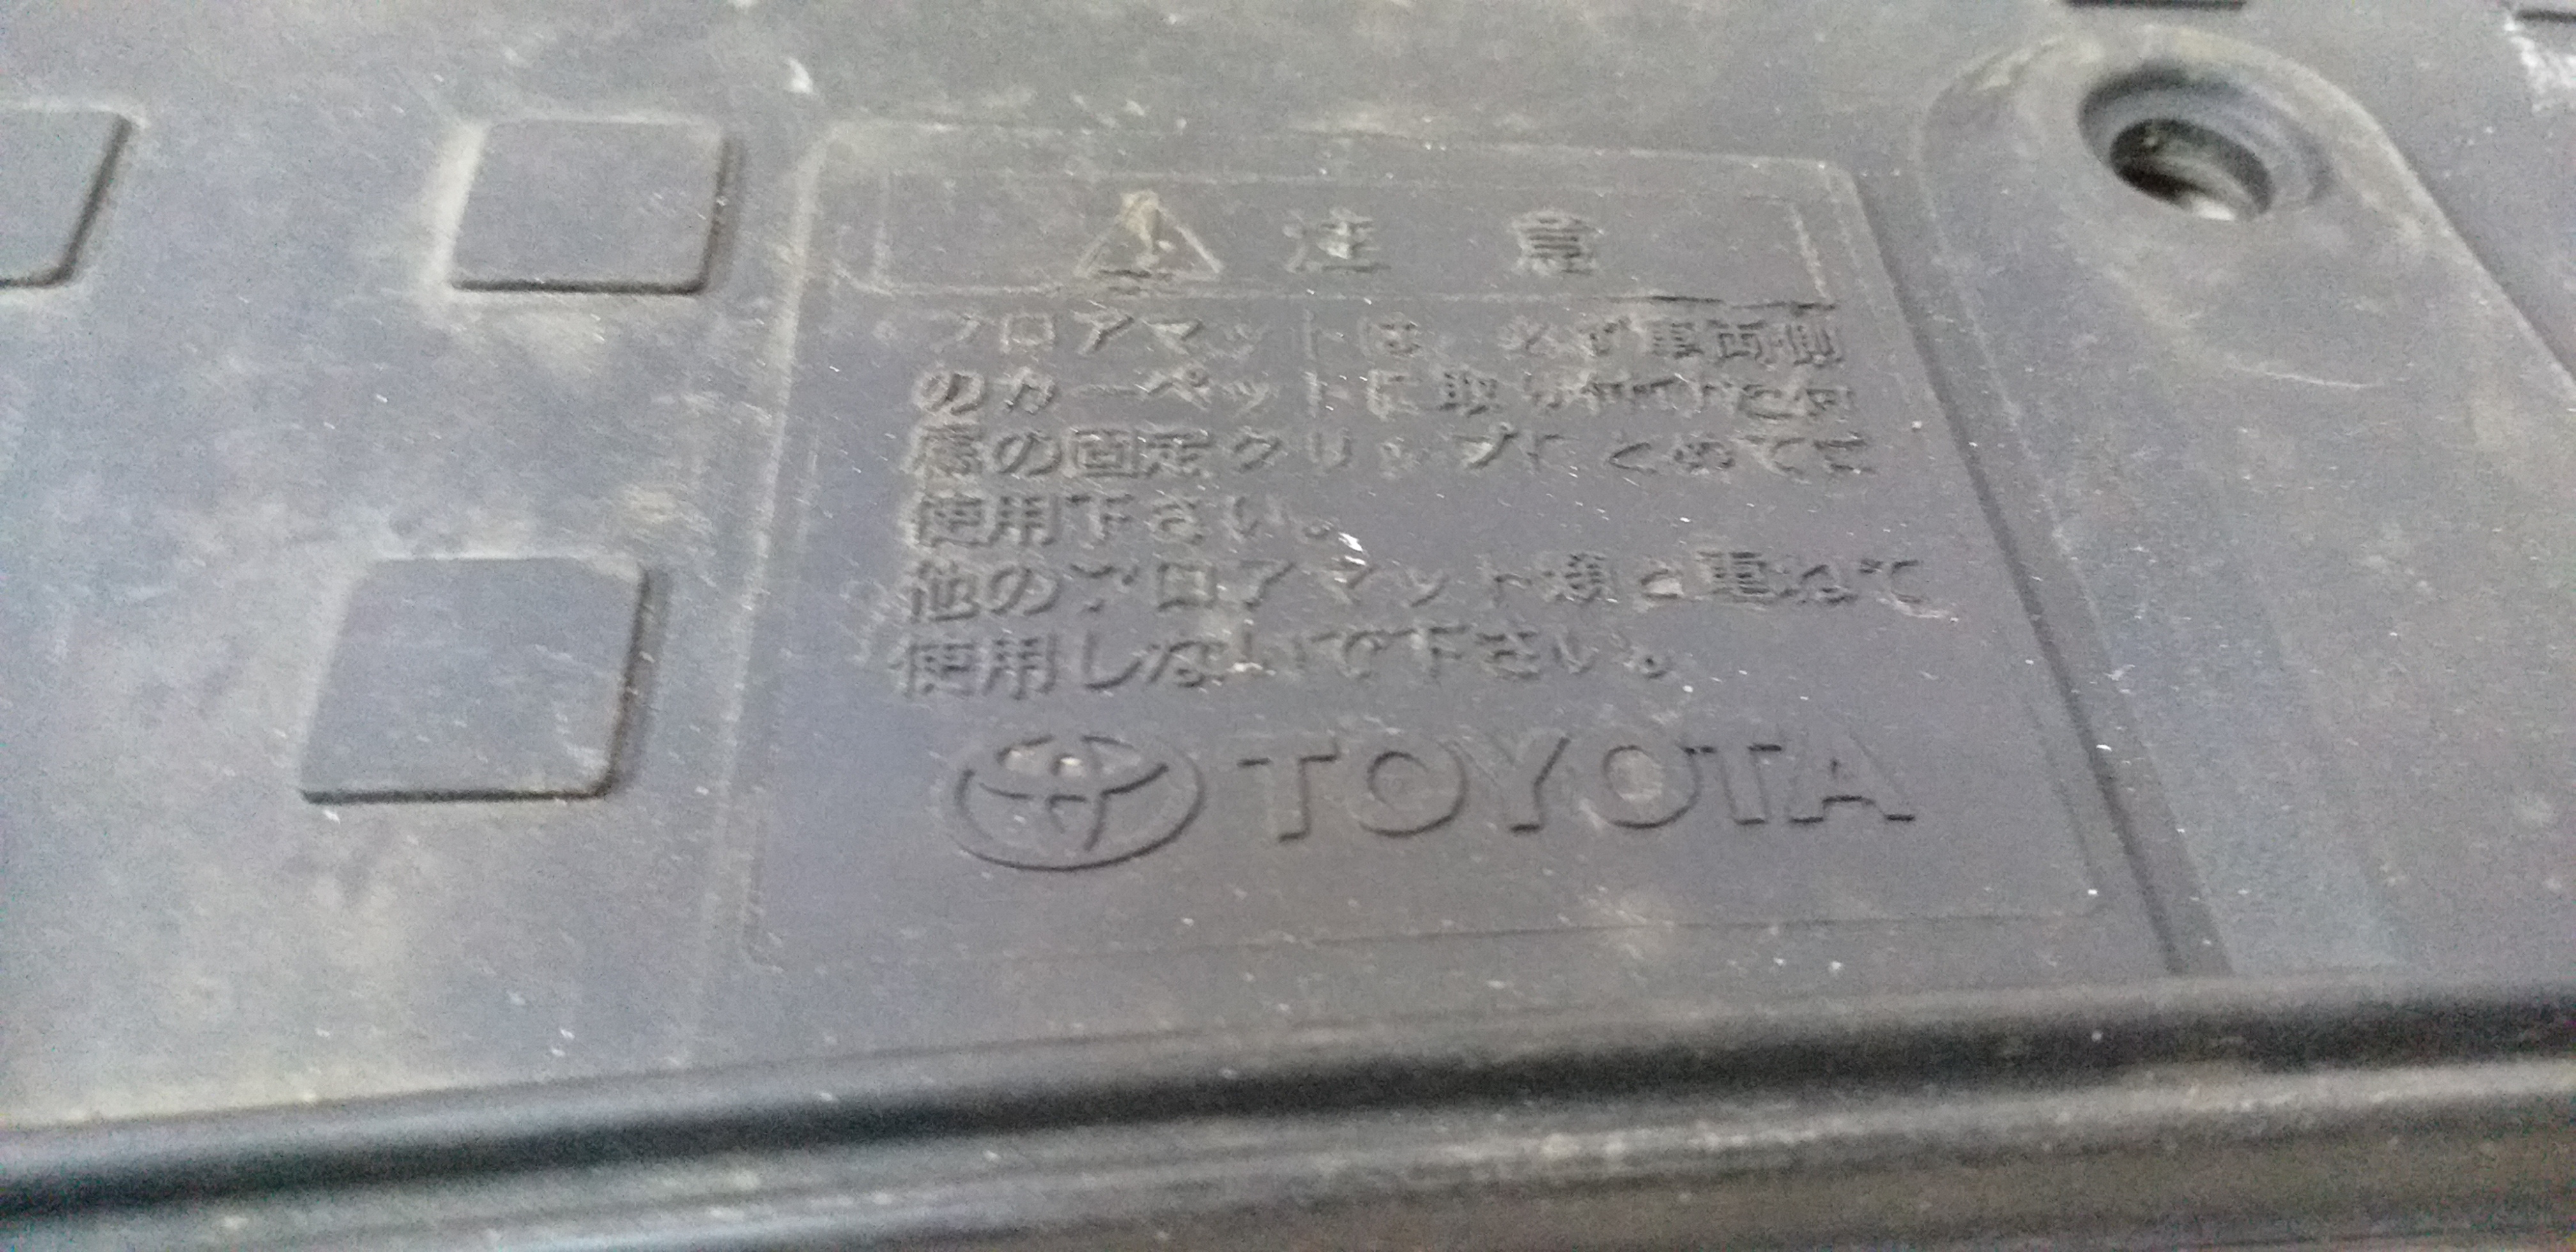 注意
フロアマットは、必ず車両側
のカーペットに取り付けた
の固定クリップにとめてご
使用下さい。
他のフロアマット類と重ねて
使用しないで下さい。
TOYOTA